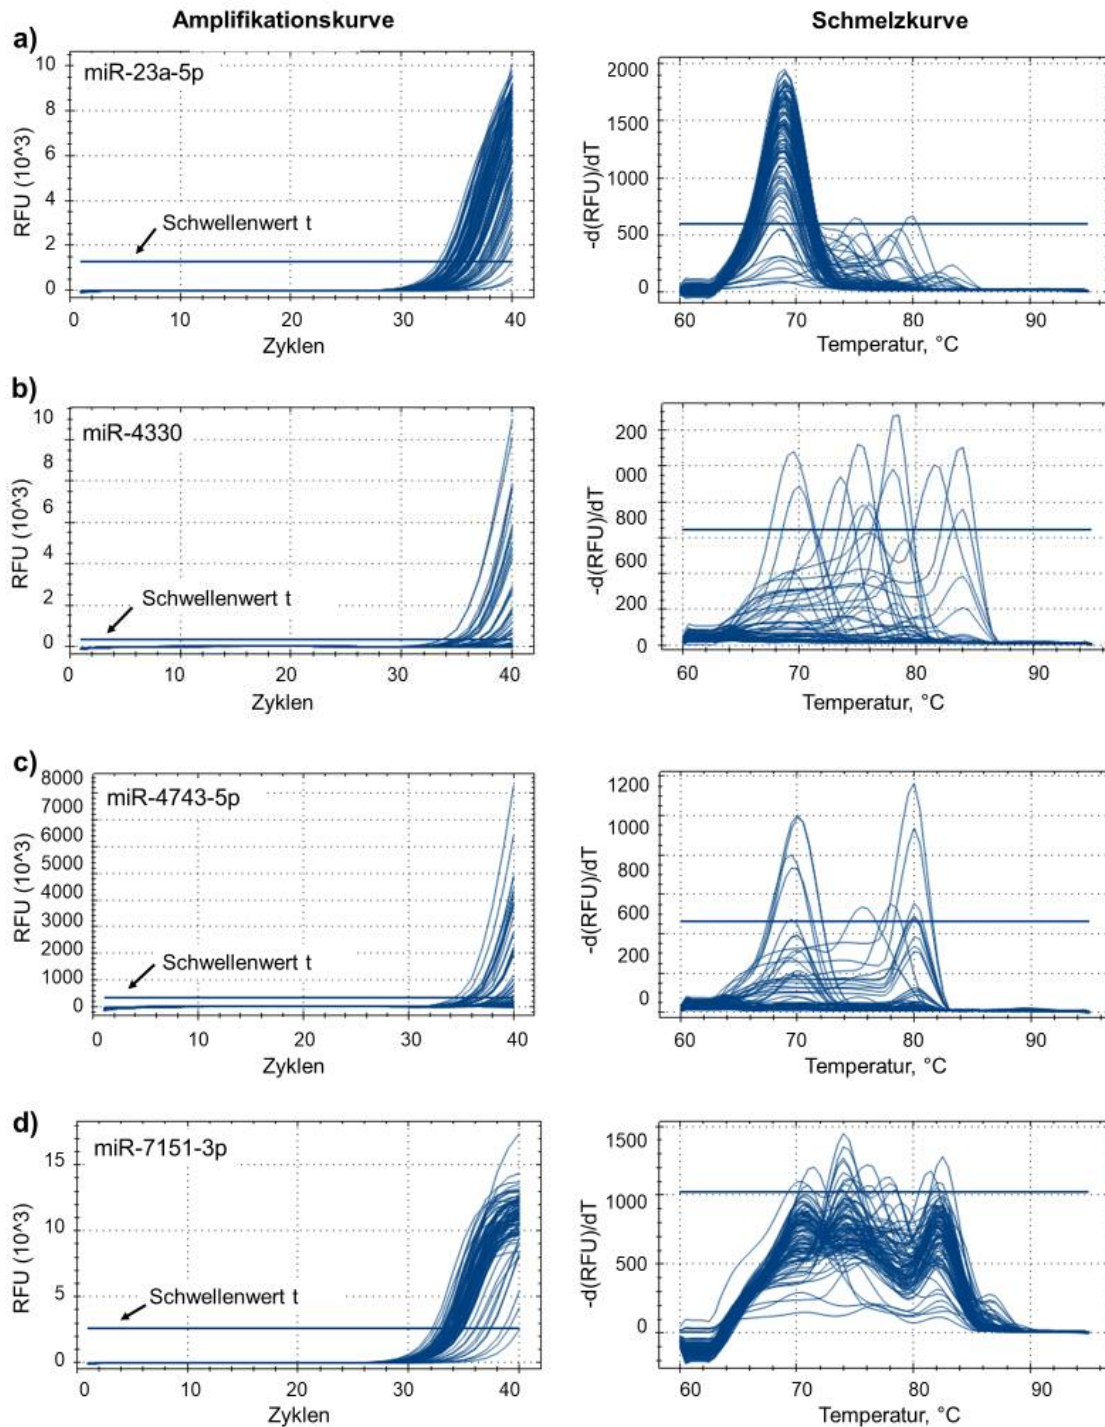 Amplifikationskurve Schmelzkurve
a)
miR-23a-5p
RFU (10^3)
10
8
6
4
2
0
Schwellenwert t
0 10 20 30 40
Zyklen
-d(RFU)/dT
2000
1500
1000
500
0
60 70 80 90
Temperatur, °C
b)
miR-4330
RFU (10^3)
10
8
6
4
2
0
Schwellenwert t
0 10 20 30 40
Zyklen
-d(RFU)/dT
200
000
800
600
200
0
60 70 80 90
Temperatur, °C
c)
miR-4743-5p
RFU (10^3)
8000
7000
6000
5000
4000
3000
2000
1000
0
Schwellenwert t
0 10 20 30 40
Zyklen
-d(RFU)/dT
1200
1000
800
600
400
200
0
60 70 80 90
Temperatur, °C
d)
miR-7151-3p
RFU (10^3)
15
10
5
0
Schwellenwert t
0 10 20 30 40
Zyklen
-d(RFU)/dT
1500
1000
500
0
60 70 80 90
Temperatur, °C